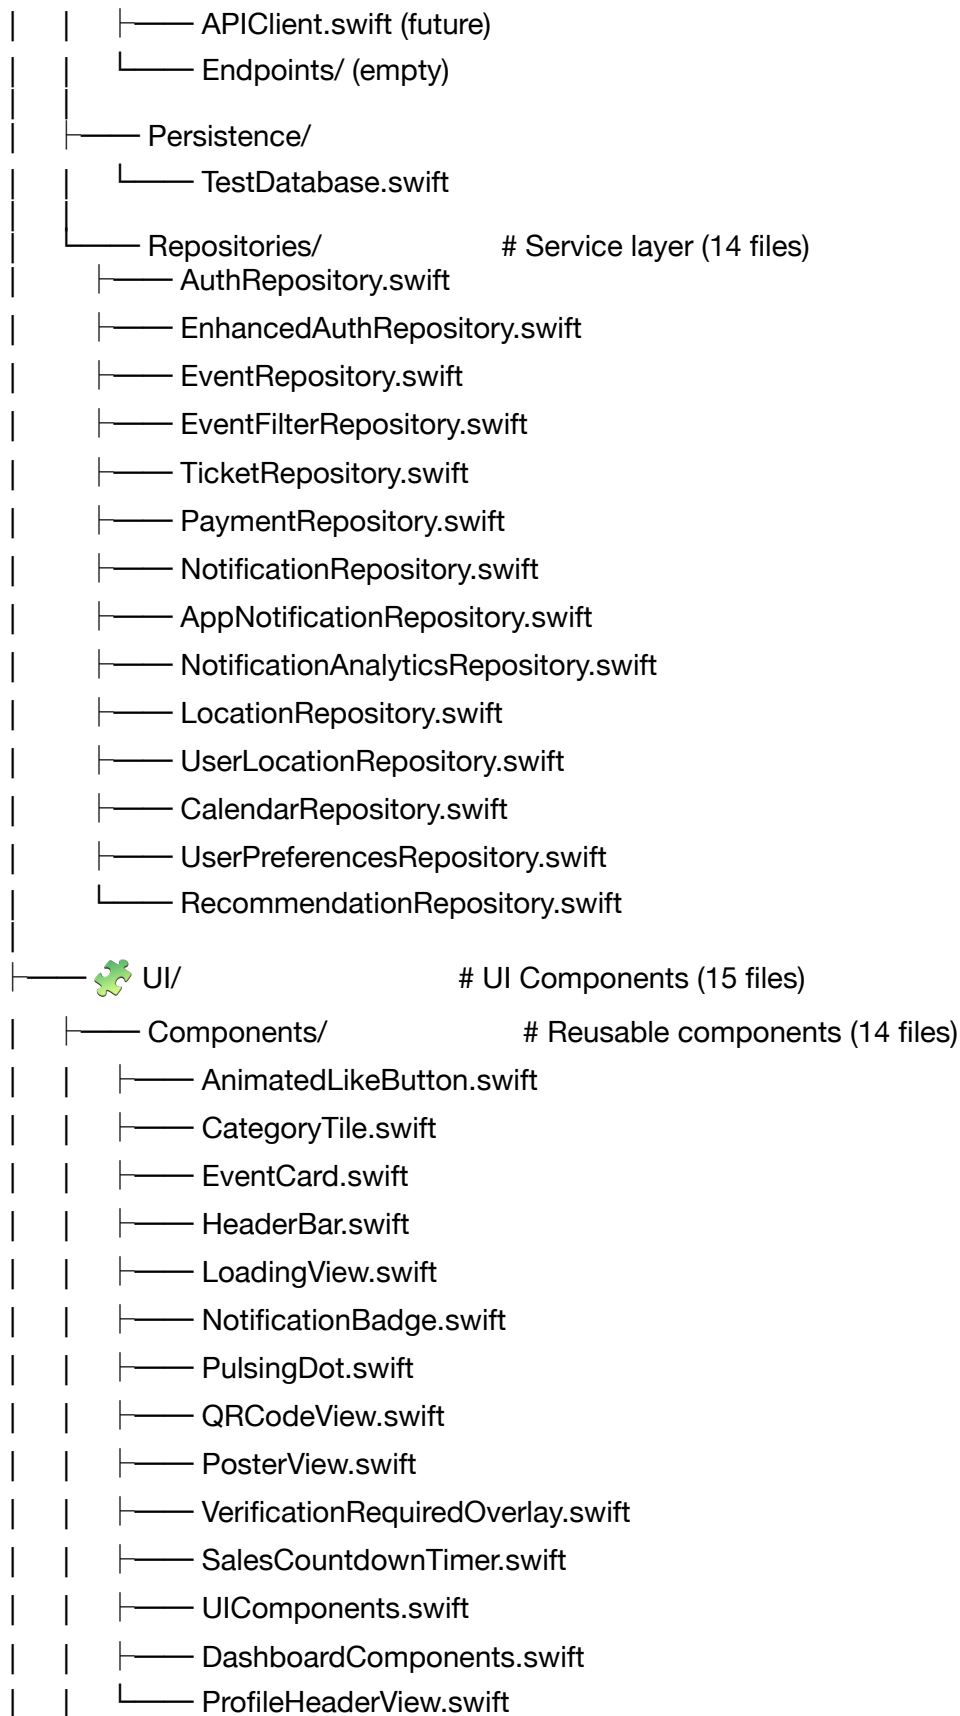 │   │   ├── APIClient.swift (future)
│   │   └── Endpoints/ (empty)
│   │
│   ├── Persistence/
│   │   └── TestDatabase.swift
│   │
│   └── Repositories/ # Service layer (14 files)
│       ├── AuthRepository.swift
│       ├── EnhancedAuthRepository.swift
│       ├── EventRepository.swift
│       ├── EventFilterRepository.swift
│       ├── TicketRepository.swift
│       ├── PaymentRepository.swift
│       ├── NotificationRepository.swift
│       ├── AppNotificationRepository.swift
│       ├── NotificationAnalyticsRepository.swift
│       ├── LocationRepository.swift
│       ├── UserLocationRepository.swift
│       ├── CalendarRepository.swift
│       ├── UserPreferencesRepository.swift
│       └── RecommendationRepository.swift
│
├── 🧩 UI/ # UI Components (15 files)
│   ├── Components/ # Reusable components (14 files)
│   │   ├── AnimatedLikeButton.swift
│   │   ├── CategoryTile.swift
│   │   ├── EventCard.swift
│   │   ├── HeaderBar.swift
│   │   ├── LoadingView.swift
│   │   ├── NotificationBadge.swift
│   │   ├── PulsingDot.swift
│   │   ├── QRCodeView.swift
│   │   ├── PosterView.swift
│   │   ├── VerificationRequiredOverlay.swift
│   │   ├── SalesCountdownTimer.swift
│   │   ├── UIComponents.swift
│   │   ├── DashboardComponents.swift
│   │   └── ProfileHeaderView.swift